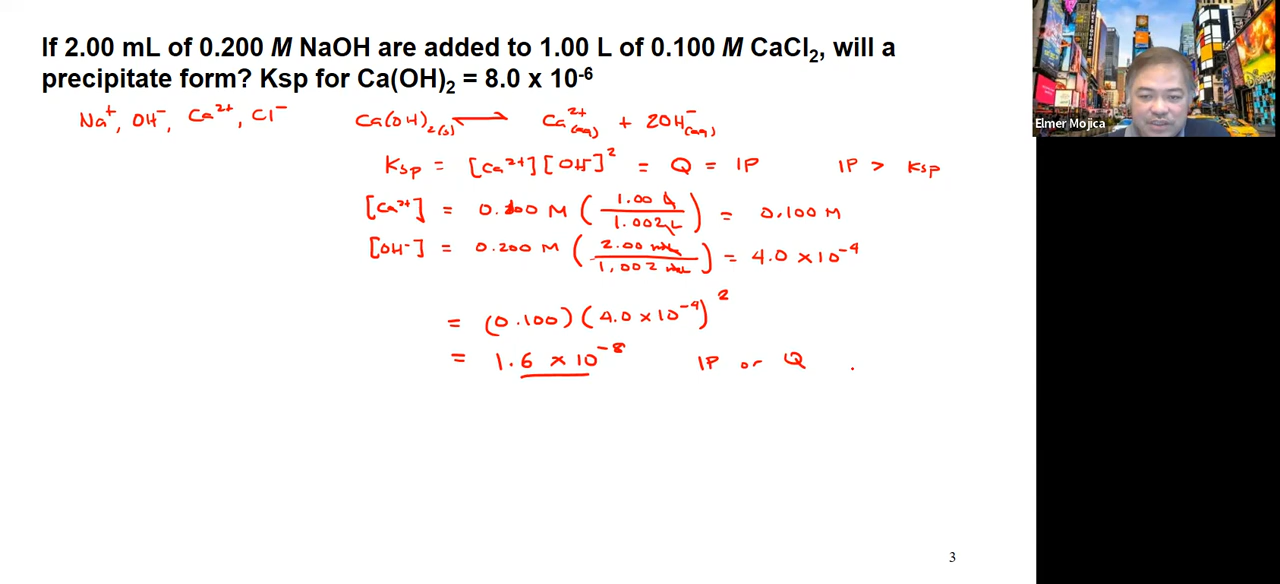 If 2.00 mL of 0.200 M NaOH are added to 1.00 L of 0.100 M CaCl₂, will a
precipitate form? Ksp for Ca(OH)₂ = 8.0 x 10⁻⁶
Na⁺, OH⁻, Ca²⁺, Cl⁻
Ca(OH)₂(s) ⇌ Ca²⁺(aq) + 2OH⁻(aq)
Ksp = [Ca²⁺][OH⁻]² = Q = IP IP > Ksp
[Ca²⁺] = 0.100 M (1.00 L / 1.002 L) = 0.100 M
[OH⁻] = 0.200 M (2.00 mL / 1,002 mL) = 4.0 x 10⁻⁴
= (0.100)(4.0 x 10⁻⁴)²
= 1.6 x 10⁻⁸ IP or Q
Elmer Mojica
3